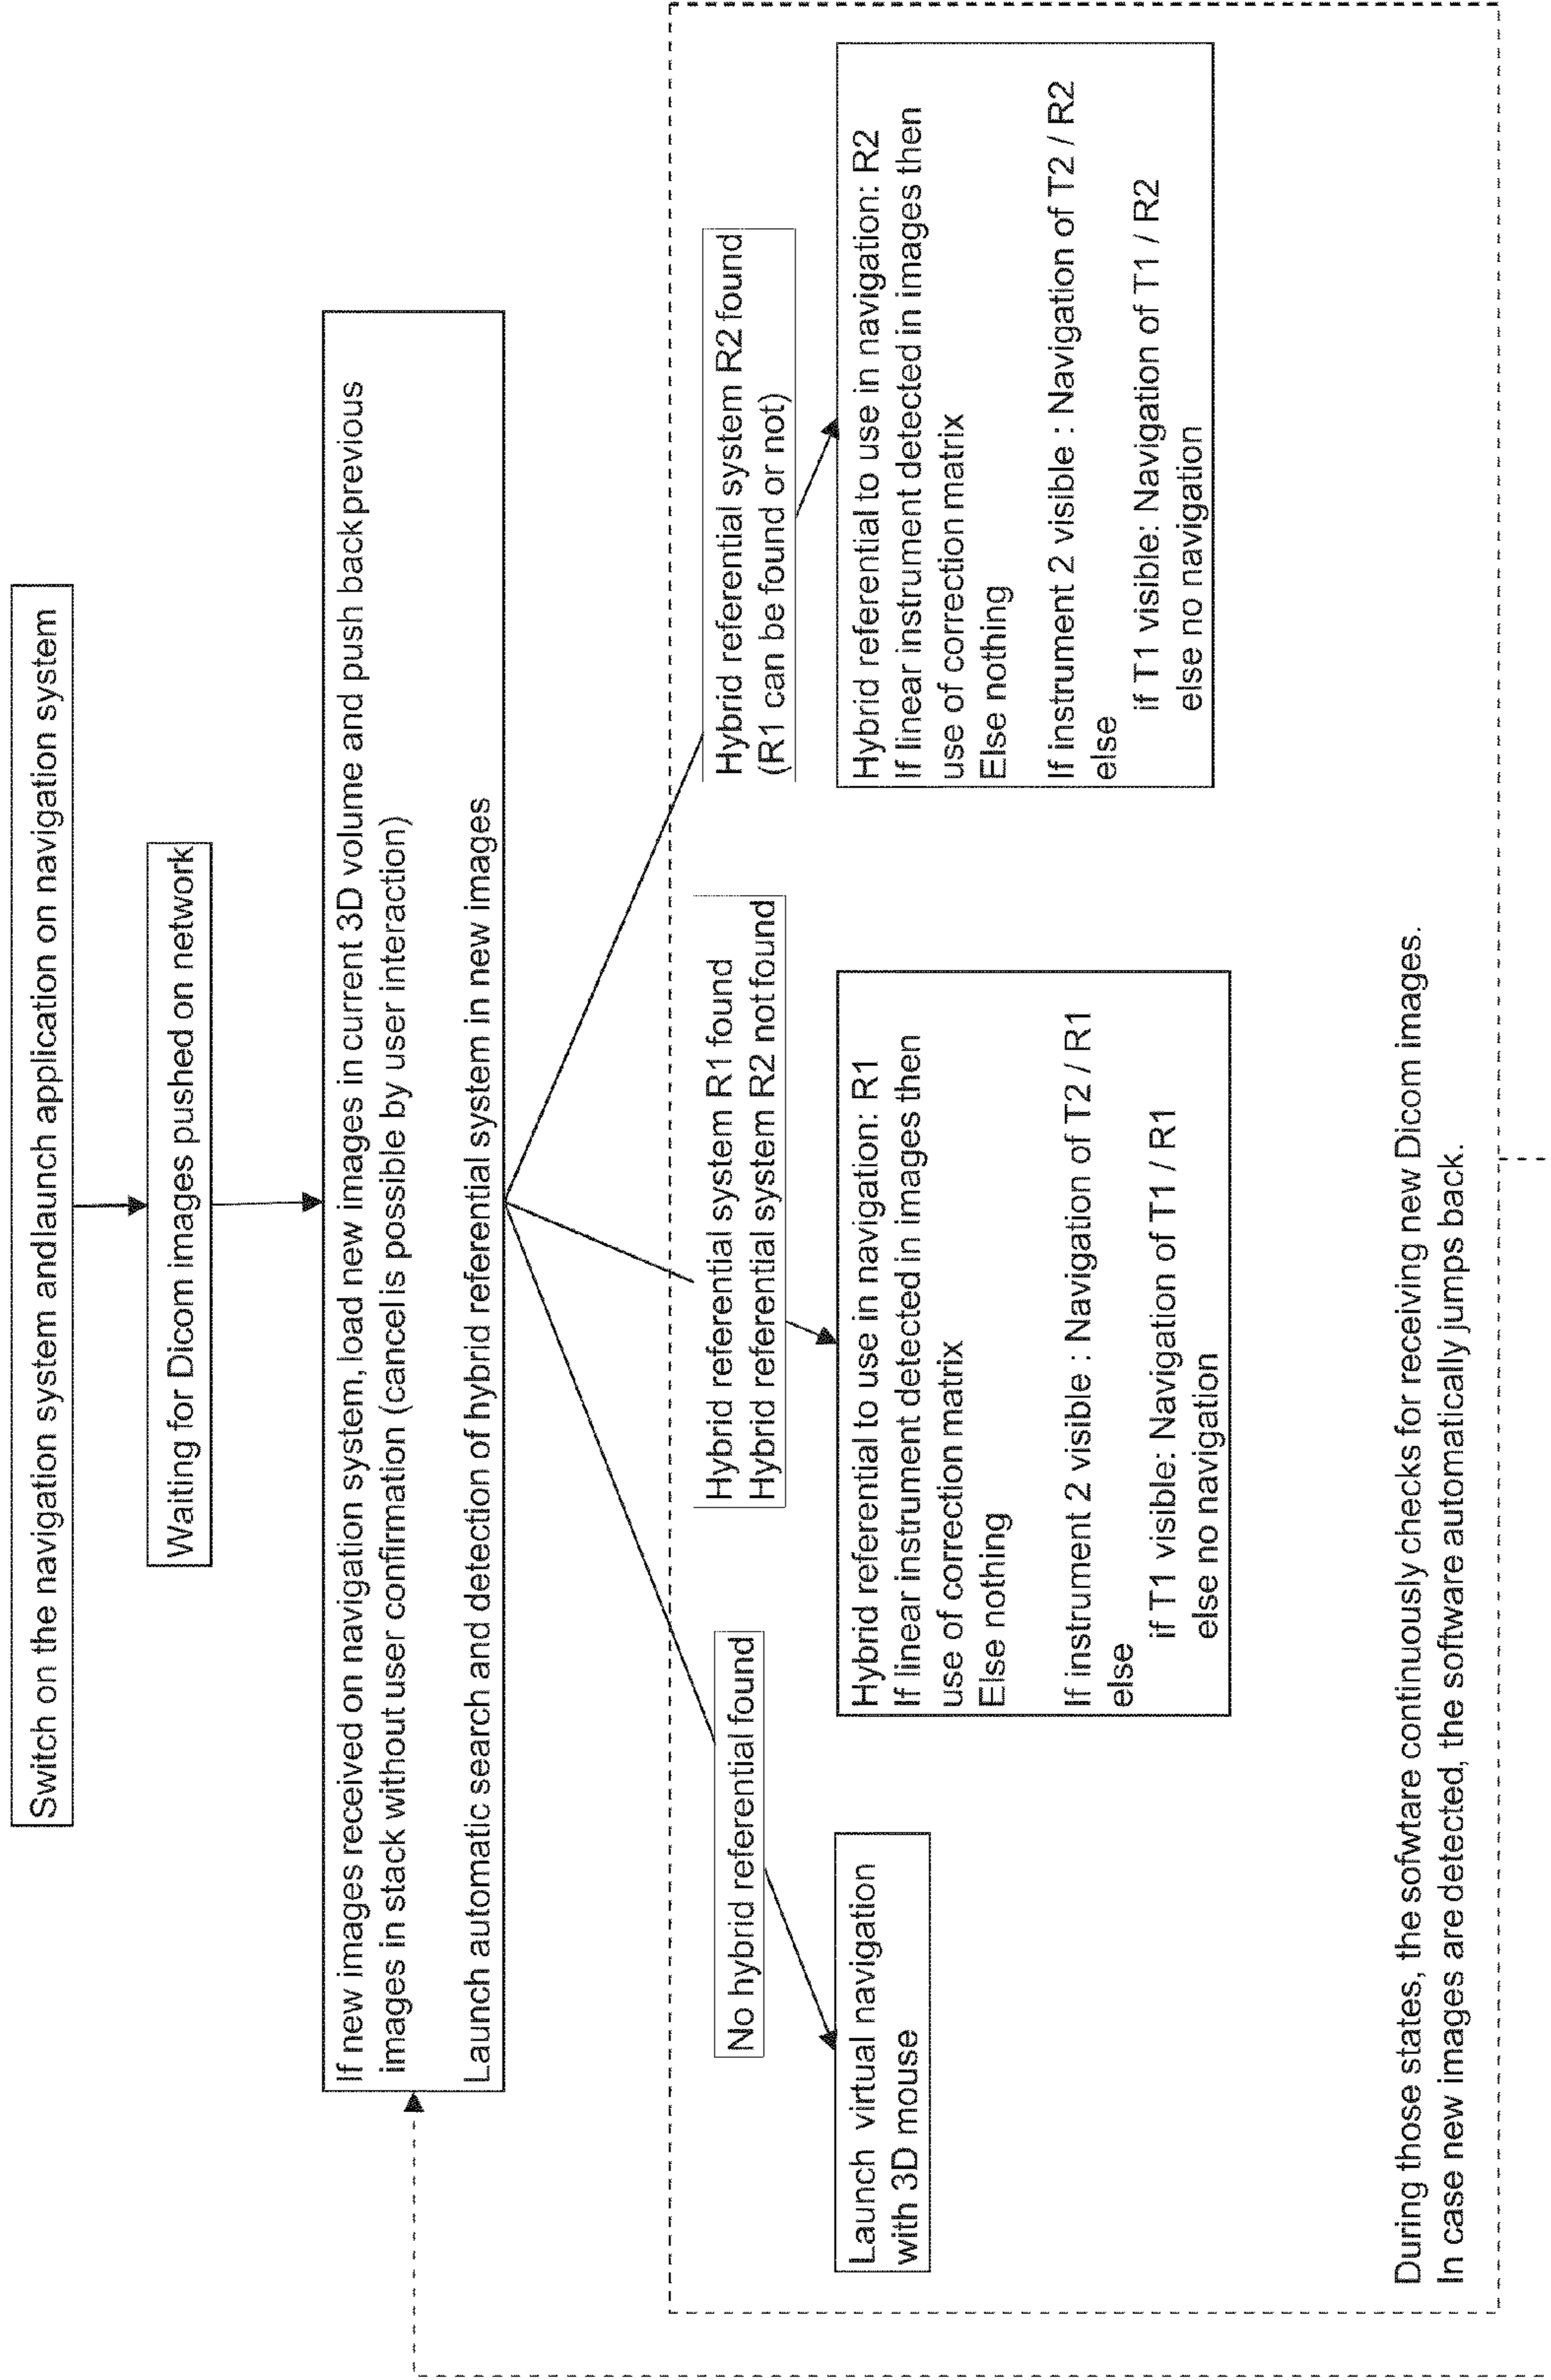 Switch on the navigation system and launch application on navigation system
Waiting for Dicom images pushed on network
If new images received on navigation system, load new images in current 3D volume and push back previous
images in stack without user confirmation (cancel is possible by user interaction)
Launch automatic search and detection of hybrid referential system in new images
No hybrid referential found
Launch virtual navigation
with 3D mouse
Hybrid referential system R1 found
Hybrid referential system R2 not found
Hybrid referential to use in navigation: R1
If linear instrument detected in images then
use of correction matrix
Else nothing
If instrument 2 visible : Navigation of T2 / R1
else
if T1 visible: Navigation of T1 / R1
else no navigation
Hybrid referential system R2 found
(R1 can be found or not)
Hybrid referential to use in navigation: R2
If linear instrument detected in images then
use of correction matrix
Else nothing
If instrument 2 visible : Navigation of T2 / R2
else
if T1 visible: Navigation of T1 / R2
else no navigation
During those states, the sofwtare continuously checks for receiving new Dicom images.
In case new images are detected, the software automatically jumps back.